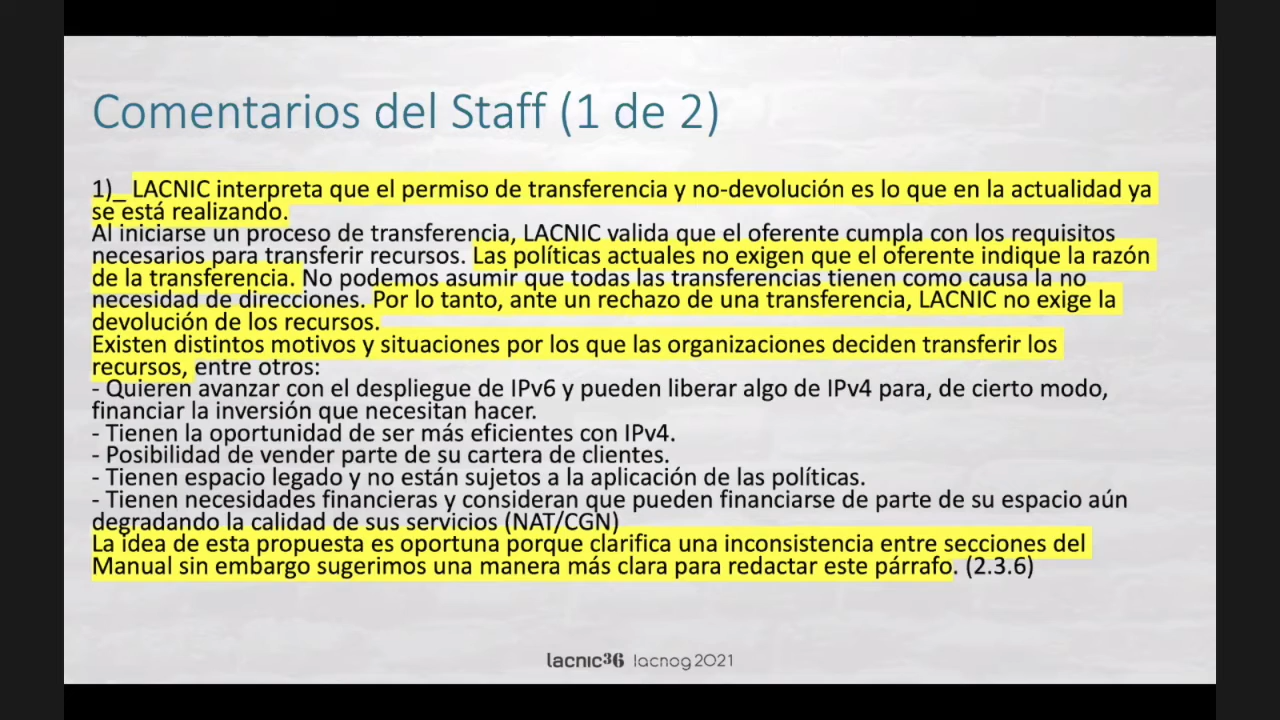 Comentarios del Staff (1 de 2)
1)_ LACNIC interpreta que el permiso de transferencia y no-devolución es lo que en la actualidad ya
se está realizando.
Al iniciarse un proceso de transferencia, LACNIC valida que el oferente cumpla con los requisitos
necesarios para transferir recursos. Las políticas actuales no exigen que el oferente indique la razón
de la transferencia. No podemos asumir que todas las transferencias tienen como causa la no
necesidad de direcciones. Por lo tanto, ante un rechazo de una transferencia, LACNIC no exige la
devolución de los recursos.
Existen distintos motivos y situaciones por los que las organizaciones deciden transferir los
recursos, entre otros:
- Quieren avanzar con el despliegue de IPv6 y pueden liberar algo de IPv4 para, de cierto modo,
financiar la inversión que necesitan hacer.
- Tienen la oportunidad de ser más eficientes con IPv4.
- Posibilidad de vender parte de su cartera de clientes.
- Tienen espacio legado y no están sujetos a la aplicación de las políticas.
- Tienen necesidades financieras y consideran que pueden financiarse de parte de su espacio aún
degradando la calidad de sus servicios (NAT/CGN)
La idea de esta propuesta es oportuna porque clarifica una inconsistencia entre secciones del
Manual sin embargo sugerimos una manera más clara para redactar este párrafo. (2.3.6)
lacnic36 lacnog2021